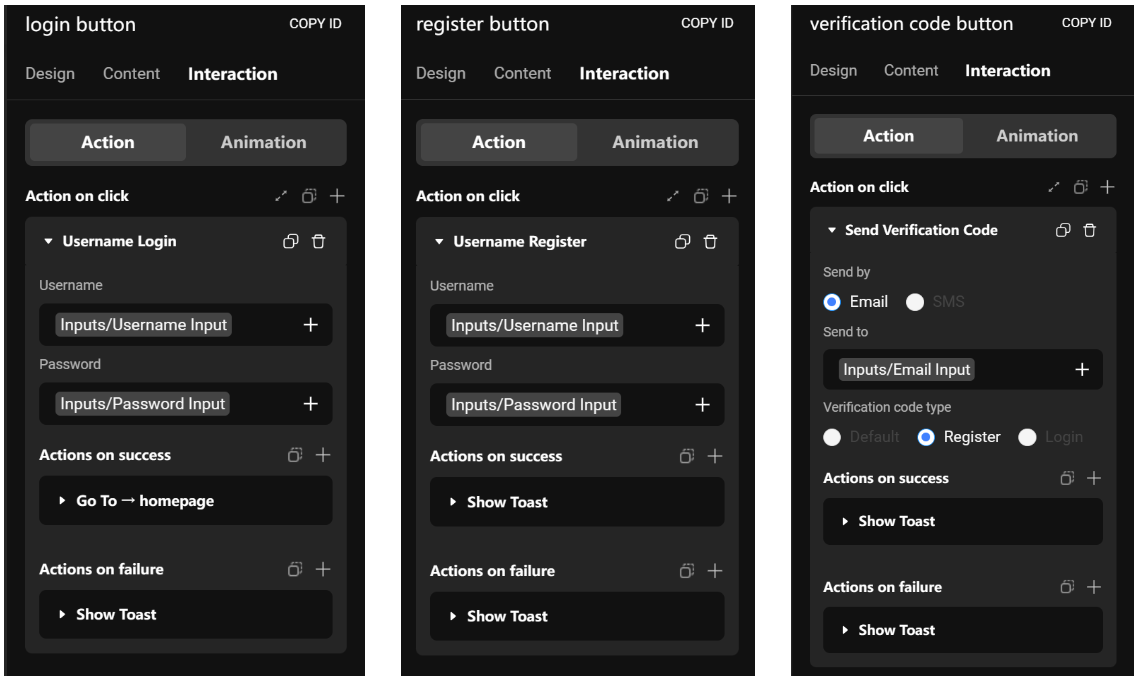 login button COPY ID
Design Content Interaction
Action Animation
Action on click
Username Login
Username
Inputs/Username Input
Password
Inputs/Password Input
Actions on success
Go To → homepage
Actions on failure
Show Toast
register button COPY ID
Design Content Interaction
Action Animation
Action on click
Username Register
Username
Inputs/Username Input
Password
Inputs/Password Input
Actions on success
Show Toast
Actions on failure
Show Toast
verification code button COPY ID
Design Content Interaction
Action Animation
Action on click
Send Verification Code
Send by
Email SMS
Send to
Inputs/Email Input
Verification code type
Default Register Login
Actions on success
Show Toast
Actions on failure
Show Toast